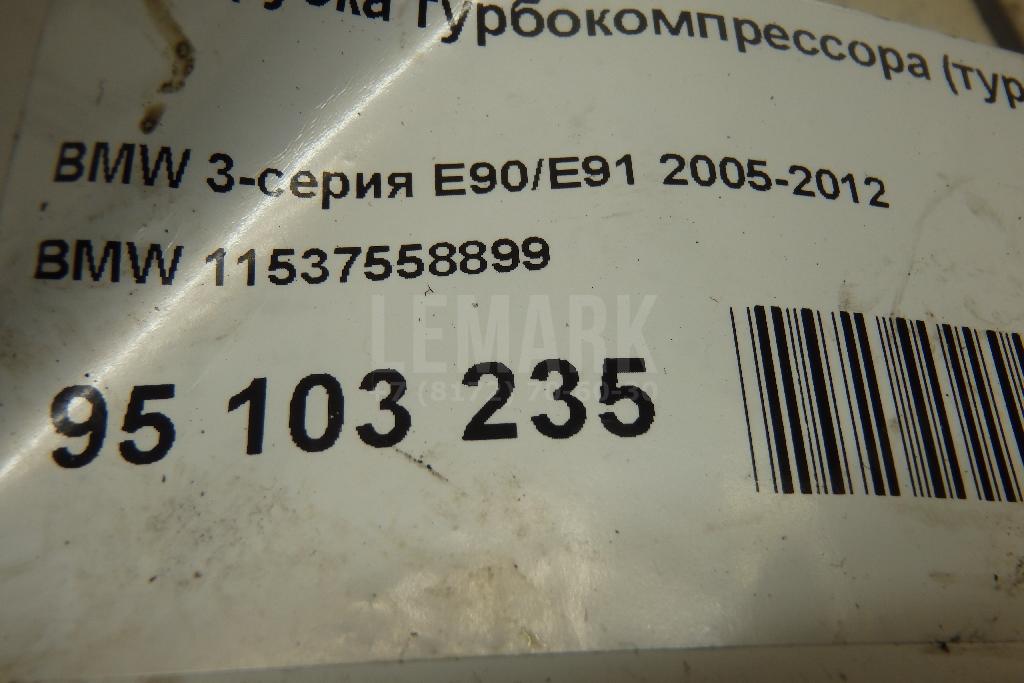 турбокомпрессора (тур
BMW 3-серия E90/E91 2005-2012
BMW 11537558899
LEMARK
95 103 235